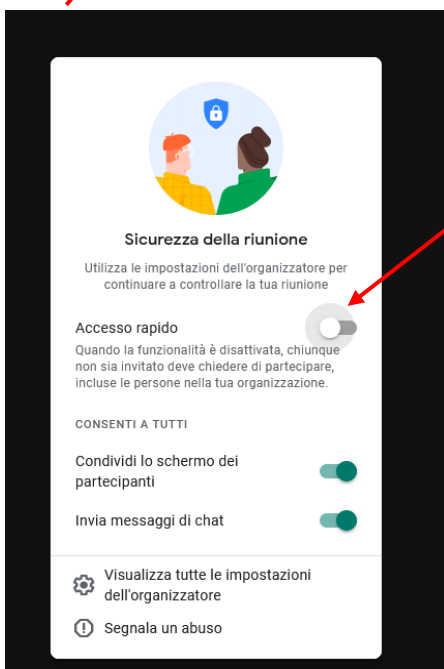 Sicurezza della riunione
Utilizza le impostazioni dell'organizzatore per
continuare a controllare la tua riunione
Accesso rapido
Quando la funzionalità è disattivata, chiunque
non sia invitato deve chiedere di partecipare,
incluse le persone nella tua organizzazione.
CONSENTI A TUTTI
Condividi lo schermo dei
partecipanti
Invia messaggi di chat
Visualizza tutte le impostazioni
dell'organizzatore
Segnala un abuso